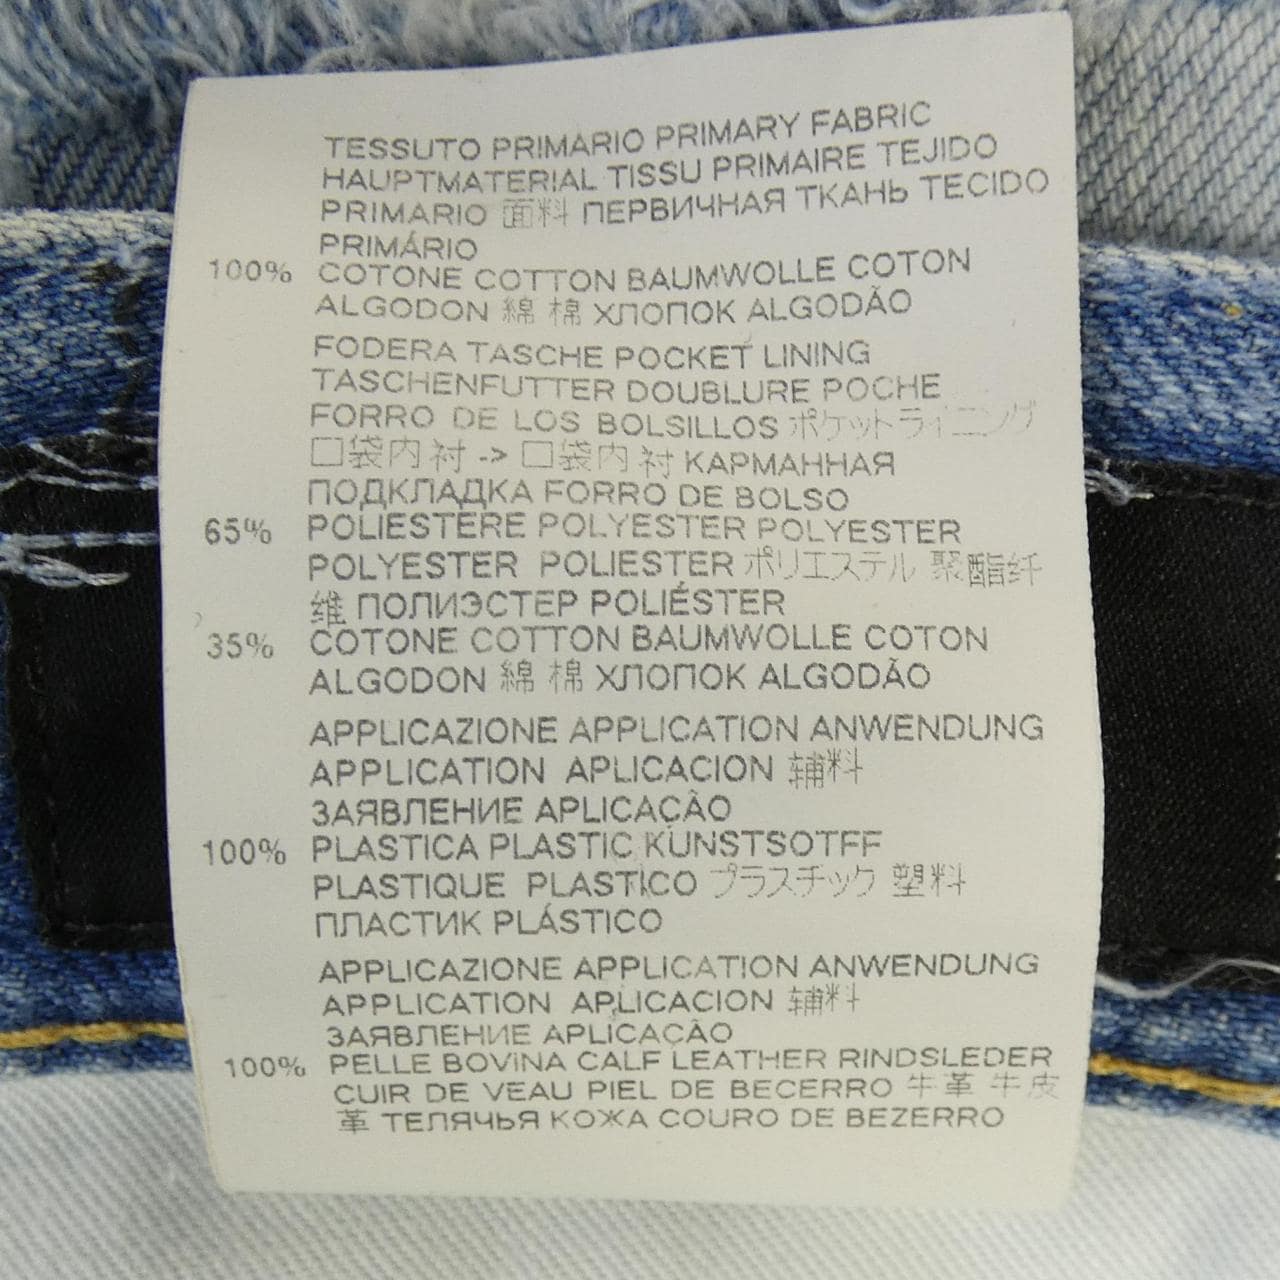 TESSUTO PRIMARIO PRIMARY FABRIC
HAUPTMATERIAL TISSU PRIMAIRE TEJIDO
PRIMARIO 面料 ПЕРВИЧНАЯ ТКАНЬ TECIDO
PRIMÁRIO
100% COTONE COTTON BAUMWOLLE COTON
ALGODON 綿 棉 ХЛОПОК ALGODÃO
FODERA TASCHE POCKET LINING
TASCHENFUTTER DOUBLURE POCHE
FORRO DE LOS BOLSILLOS ポケットライニング
口袋内衬 -> 口袋内衬 КАРМАННАЯ
ПОДКЛАДКА FORRO DE BOLSO
65% POLIESTERE POLYESTER POLYESTER
POLYESTER POLIESTER ポリエステル 聚酯纤
维 ПОЛИЭСТЕР POLIÉSTER
35% COTONE COTTON BAUMWOLLE COTON
ALGODON 綿 棉 ХЛОПОК ALGODÃO
APPLICAZIONE APPLICATION ANWENDUNG
APPLICATION APLICACION 辅料
ЗАЯВЛЕНИЕ APLICAÇÃO
100% PLASTICA PLASTIC KUNSTSOTFF
PLASTIQUE PLASTICO プラスチック 塑料
ПЛАСТИК PLÁSTICO
APPLICAZIONE APPLICATION ANWENDUNG
APPLICATION APLICACION 辅料
ЗАЯВЛЕНИЕ APLICAÇÃO
100% PELLE BOVINA CALF LEATHER RINDSLEDER
CUIR DE VEAU PIEL DE BECERRO 牛革 牛皮
革 ТЕЛЯЧЬЯ КОЖА COURO DE BEZERRO